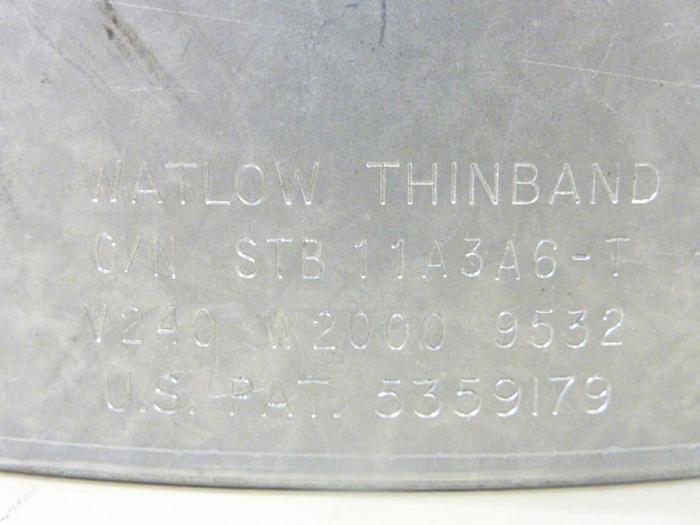 WATLOW THINBAND
C/N STB 11A3A6-T
V240 W2000 9532
U.S. PAT. 5359179